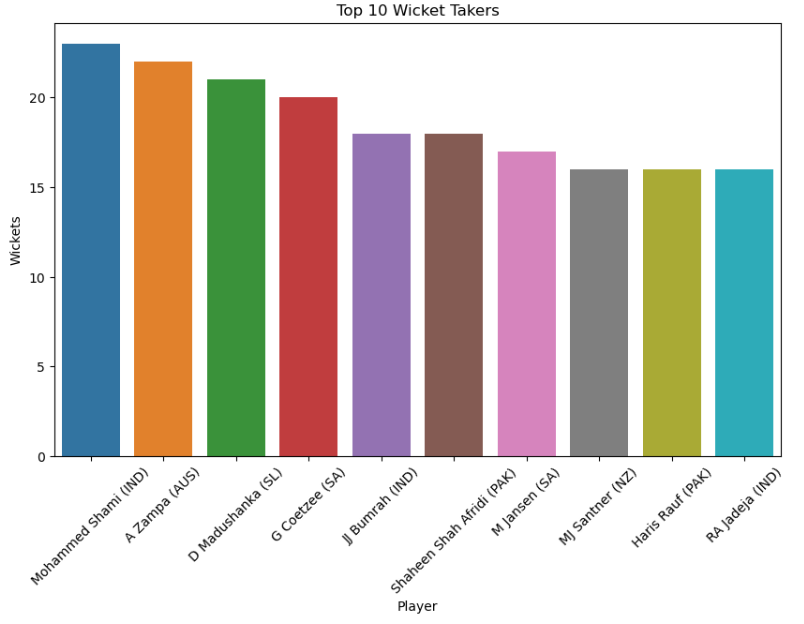 Top 10 Wicket Takers
Wickets
20
15
10
5
0
Mohammed Shami (IND)
A Zampa (AUS)
D Madushanka (SL)
G Coetzee (SA)
JJ Bumrah (IND)
Shaheen Shah Afridi (PAK)
M Jansen (SA)
MJ Santner (NZ)
Haris Rauf (PAK)
RA Jadeja (IND)
Player